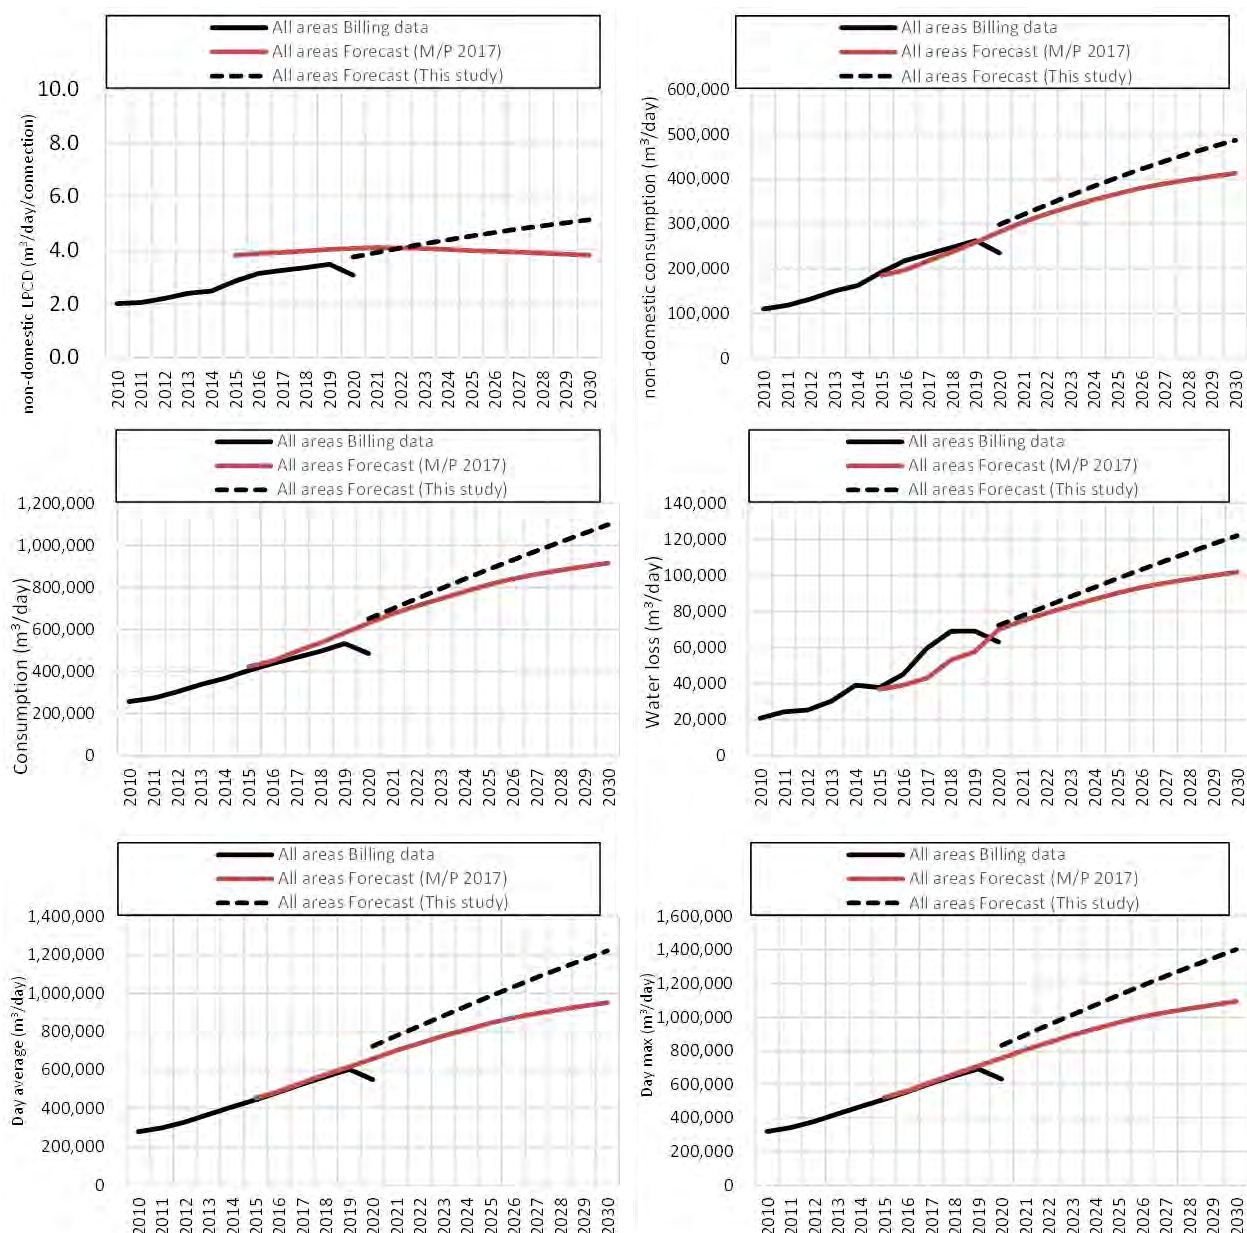 All areas Billing data
All areas Forecast (M/P 2017)
All areas Forecast (This study)
non-domestic LPCD (m³/day/connection)
10.0
8.0
6.0
4.0
2.0
0.0
2010 2011 2012 2013 2014 2015 2016 2017 2018 2019 2020 2021 2022 2023 2024 2025 2026 2027 2028 2029 2030
All areas Billing data
All areas Forecast (M/P 2017)
All areas Forecast (This study)
non-domestic consumption (m³/day)
600,000
500,000
400,000
300,000
200,000
100,000
0
2010 2011 2012 2013 2014 2015 2016 2017 2018 2019 2020 2021 2022 2023 2024 2025 2026 2027 2028 2029 2030
All areas Billing data
All areas Forecast (M/P 2017)
All areas Forecast (This study)
Consumption (m³/day)
1,200,000
1,000,000
800,000
600,000
400,000
200,000
0
2010 2011 2012 2013 2014 2015 2016 2017 2018 2019 2020 2021 2022 2023 2024 2025 2026 2027 2028 2029 2030
All areas Billing data
All areas Forecast (M/P 2017)
All areas Forecast (This study)
Water loss (m³/day)
140,000
120,000
100,000
80,000
60,000
40,000
20,000
0
2010 2011 2012 2013 2014 2015 2016 2017 2018 2019 2020 2021 2022 2023 2024 2025 2026 2027 2028 2029 2030
All areas Billing data
All areas Forecast (M/P 2017)
All areas Forecast (This study)
Day average (m³/day)
1,400,000
1,200,000
1,000,000
800,000
600,000
400,000
200,000
0
2010 2011 2012 2013 2014 2015 2016 2017 2018 2019 2020 2021 2022 2023 2024 2025 2026 2027 2028 2029 2030
All areas Billing data
All areas Forecast (M/P 2017)
All areas Forecast (This study)
Day max (m³/day)
1,600,000
1,400,000
1,200,000
1,000,000
800,000
600,000
400,000
200,000
0
2010 2011 2012 2013 2014 2015 2016 2017 2018 2019 2020 2021 2022 2023 2024 2025 2026 2027 2028 2029 2030